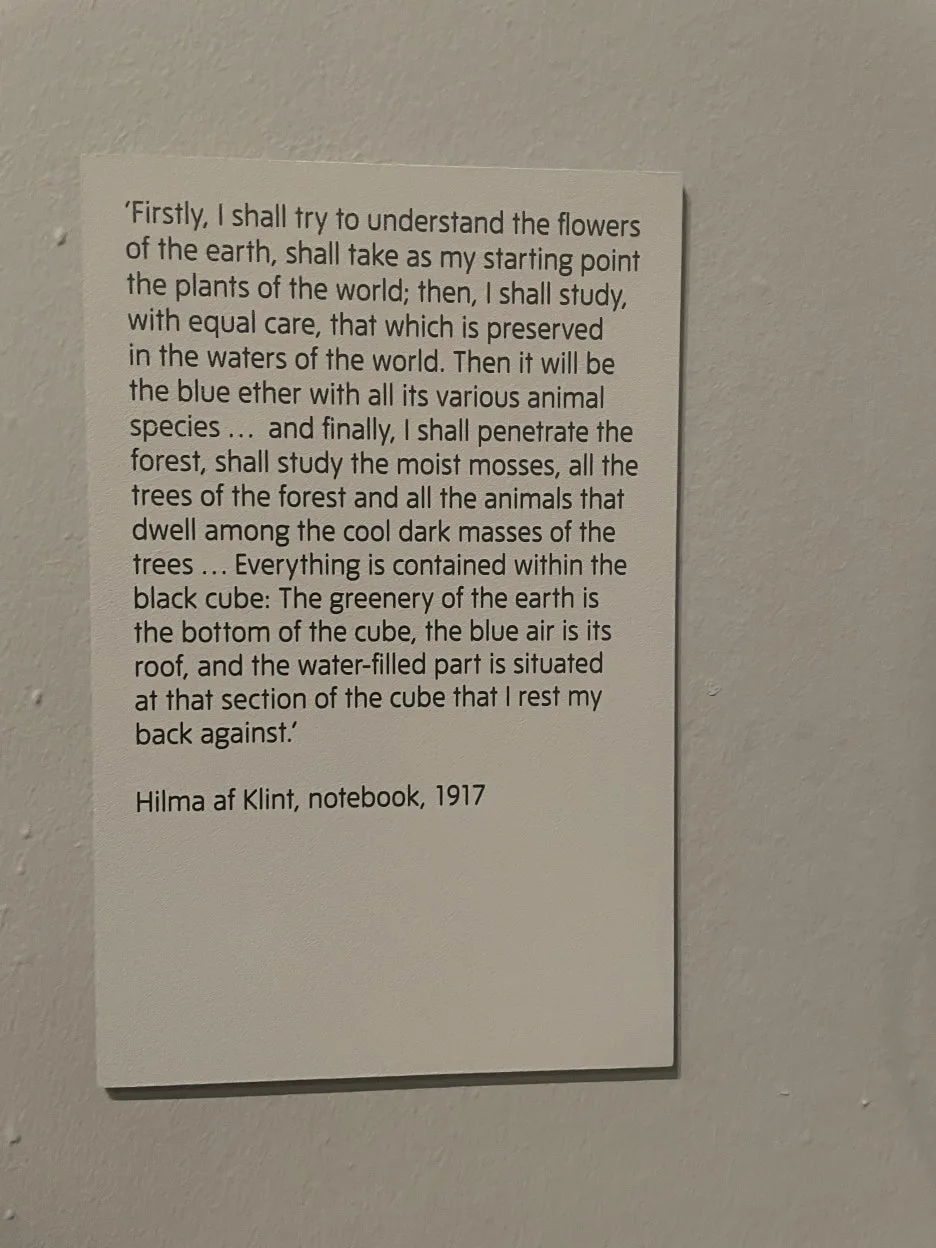 ‘Firstly, I shall try to understand the flowers
of the earth, shall take as my starting point
the plants of the world; then, I shall study,
with equal care, that which is preserved
in the waters of the world. Then it will be
the blue ether with all its various animal
species ... and finally, I shall penetrate the
forest, shall study the moist mosses, all the
trees of the forest and all the animals that
dwell among the cool dark masses of the
trees ... Everything is contained within the
black cube: The greenery of the earth is
the bottom of the cube, the blue air is its
roof, and the water-filled part is situated
at that section of the cube that I rest my
back against.’
Hilma af Klint, notebook, 1917